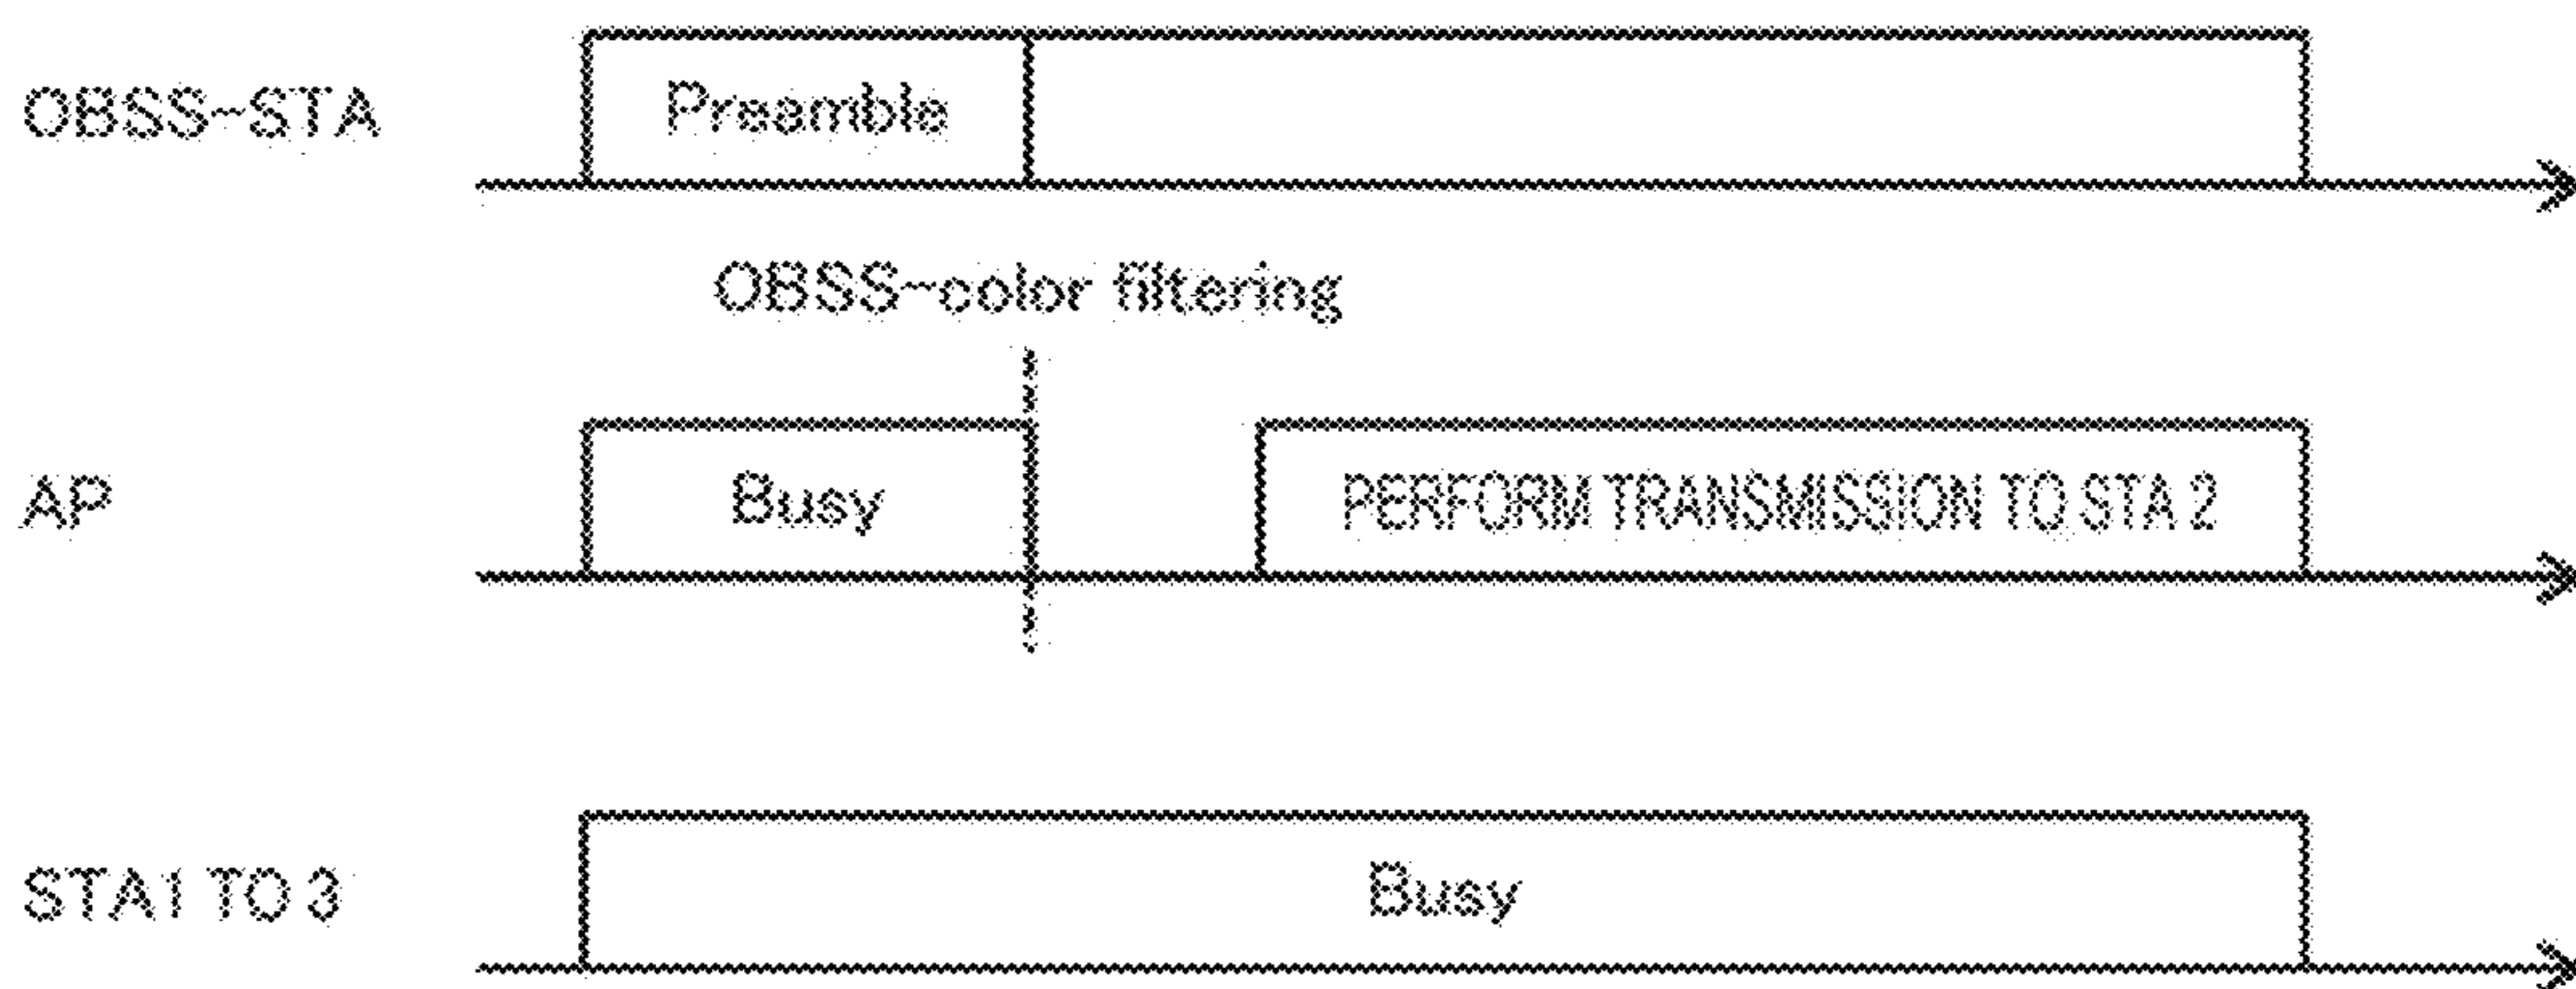 OBSS-STA
Preamble
OBSS-color filtering
AP
Busy
PERFORM TRANSMISSION TO STA 2
STA1 TO 3
Busy